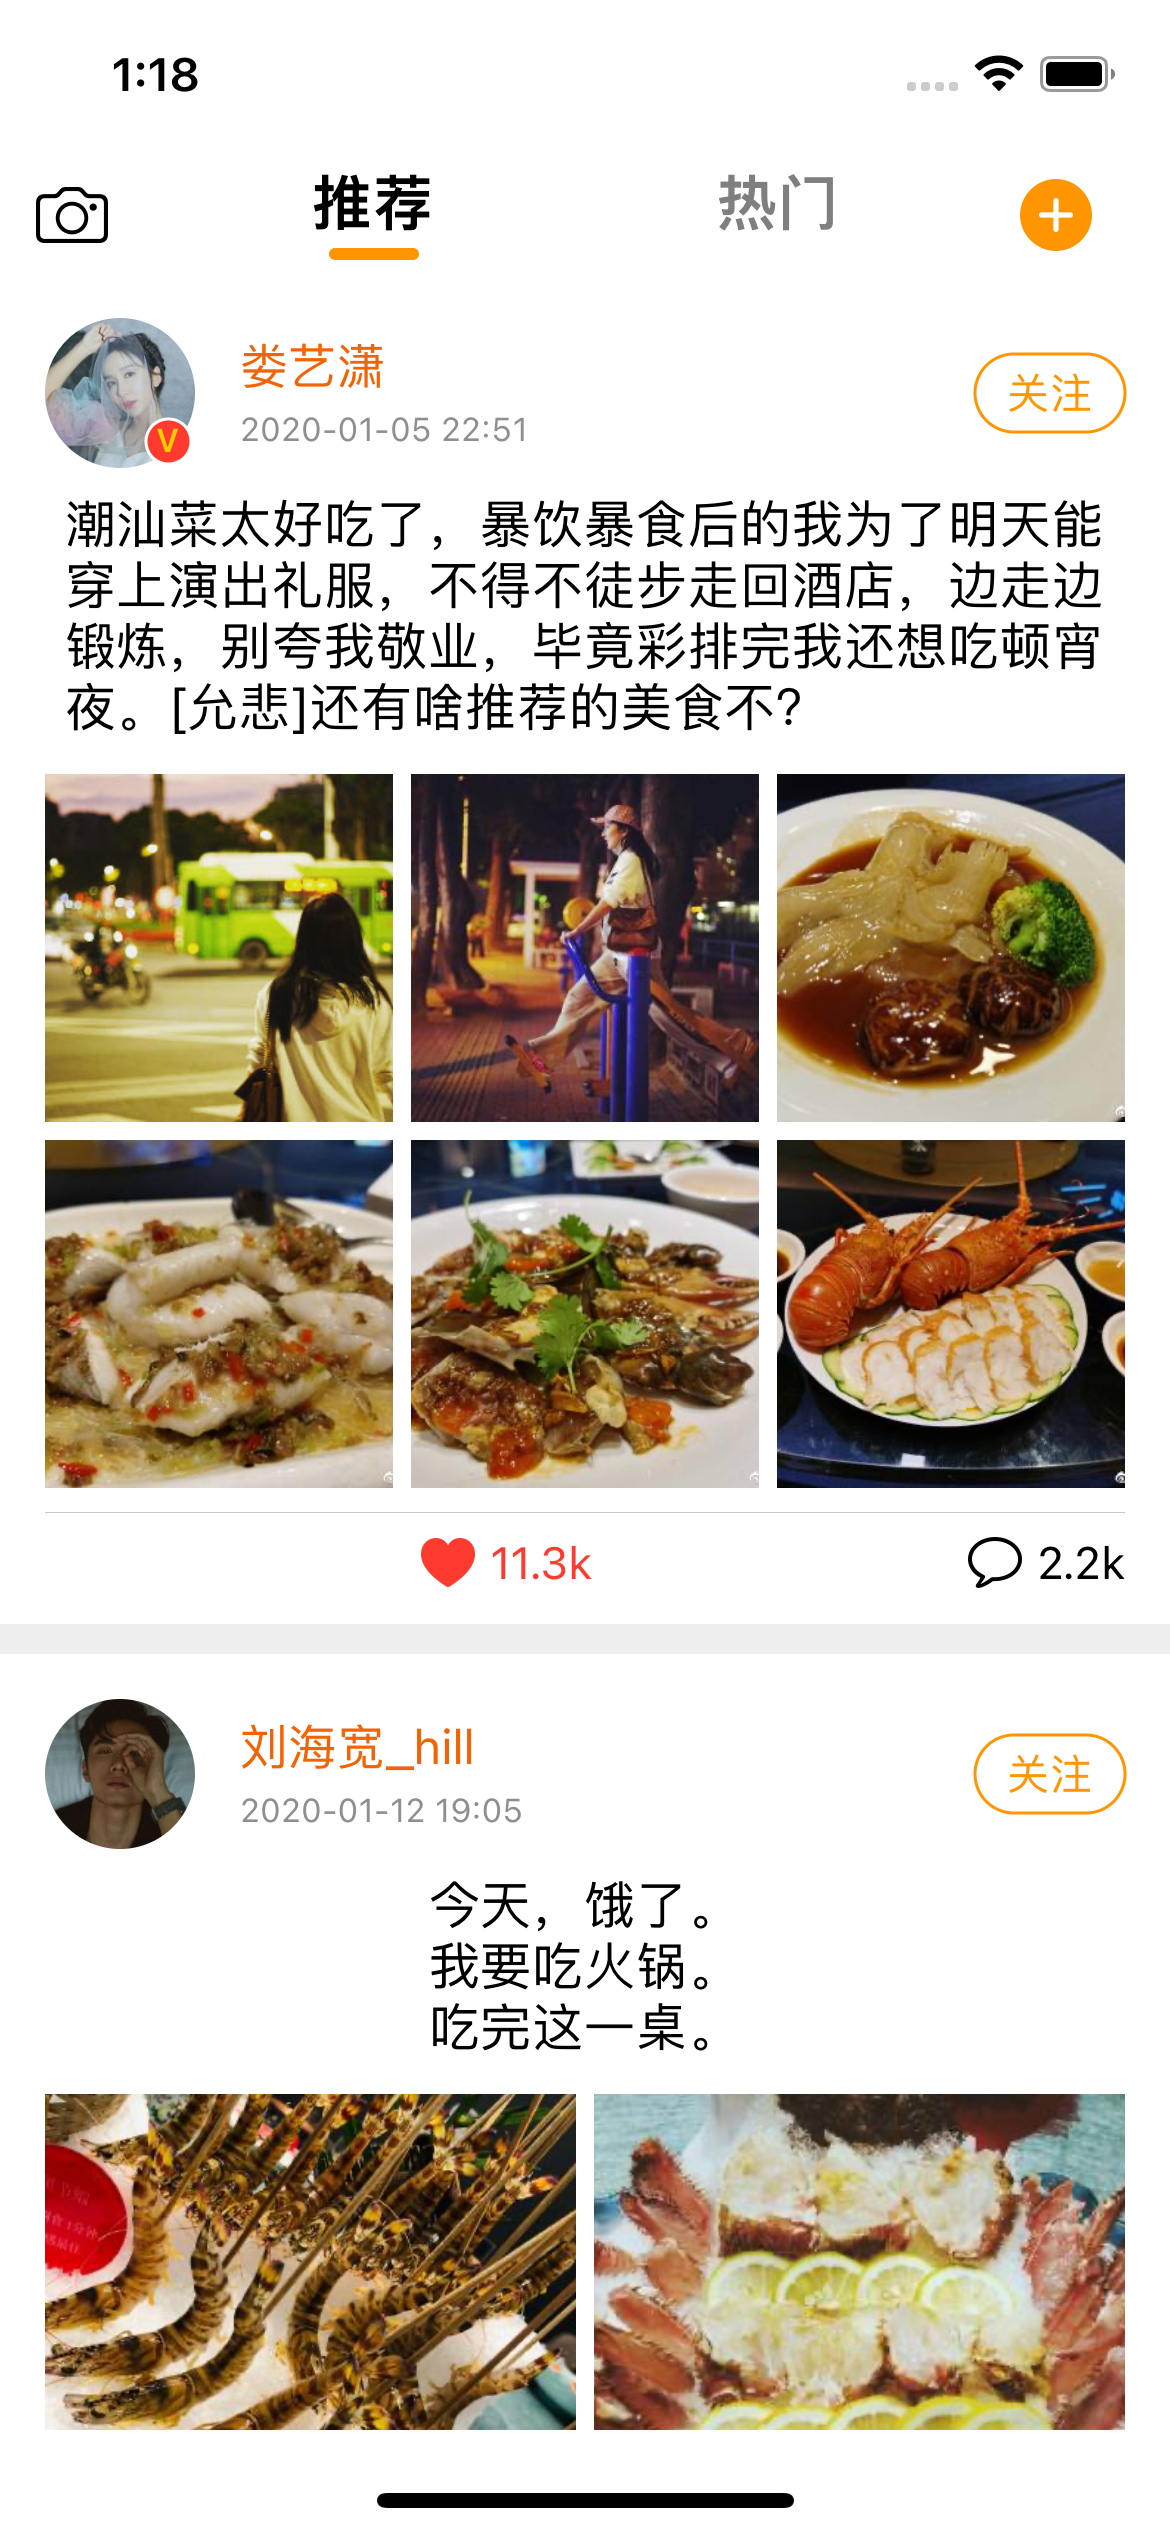 1:18
推荐
热门
娄艺潇
2020-01-05 22:51
V
关注
潮汕菜太好吃了，暴饮暴食后的我为了明天能
穿上演出礼服，不得不徒步走回酒店，边走边
锻炼，别夸我敬业，毕竟彩排完我还想吃顿宵
夜。[允悲]还有啥推荐的美食不?
11.3k
2.2k
刘海宽_hill
2020-01-12 19:05
关注
今天，饿了。
我要吃火锅。
吃完这一桌。